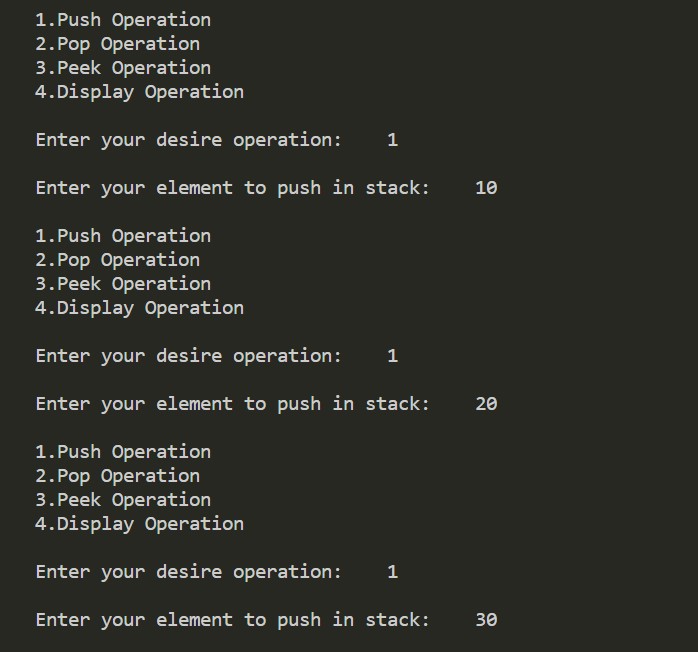 1.Push Operation
2.Pop Operation
3.Peek Operation
4.Display Operation
Enter your desire operation:    1
Enter your element to push in stack:    10
1.Push Operation
2.Pop Operation
3.Peek Operation
4.Display Operation
Enter your desire operation:    1
Enter your element to push in stack:    20
1.Push Operation
2.Pop Operation
3.Peek Operation
4.Display Operation
Enter your desire operation:    1
Enter your element to push in stack:    30